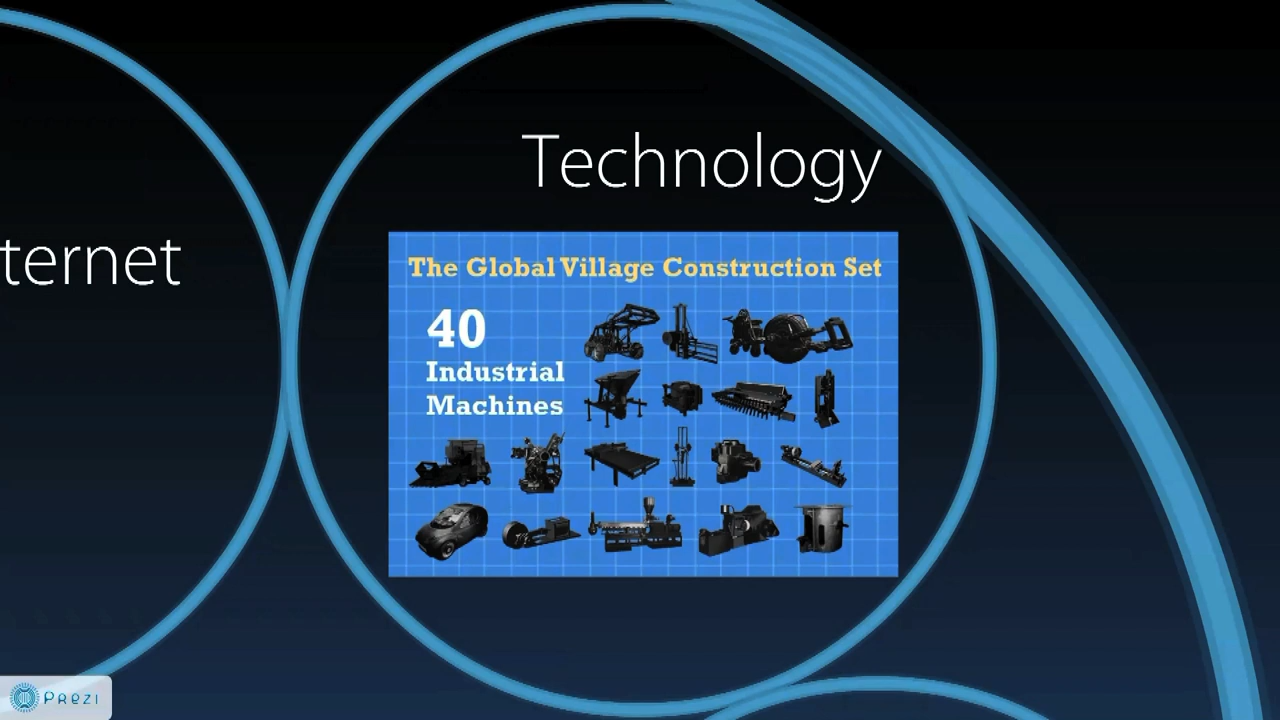 Technology
ternet
The Global Village Construction Set
40
Industrial
Machines
Prezi